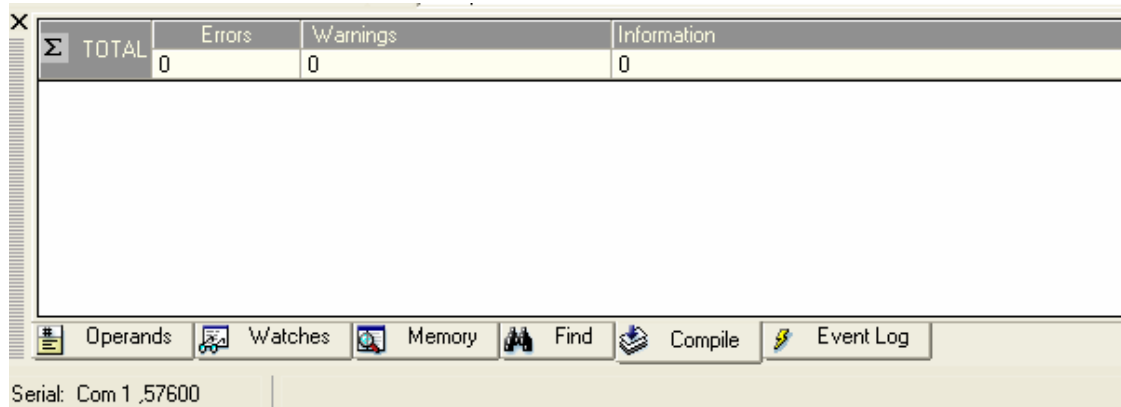 Σ TOTAL Errors Warnings Information
0 0 0
Operands Watches Memory Find Compile Event Log
Serial: Com 1 ,57600